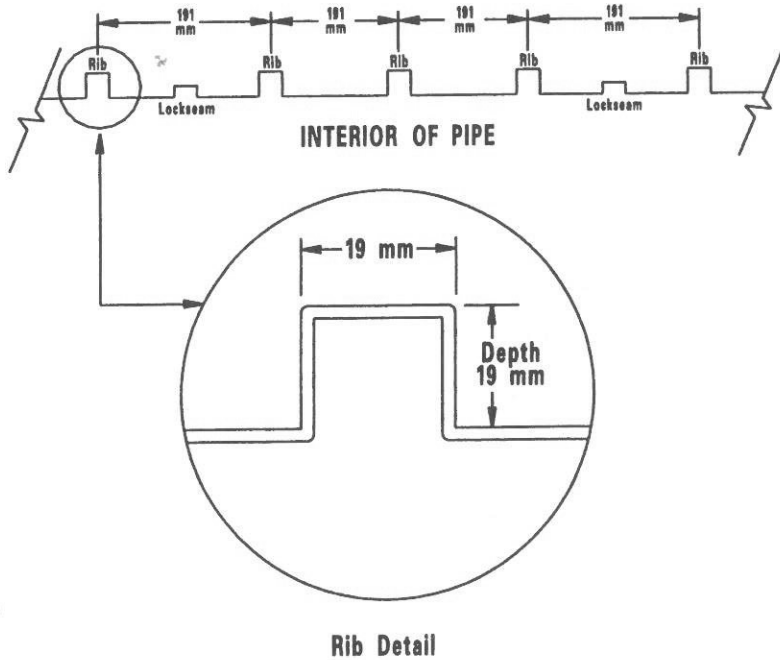 191 mm
191 mm
191 mm
191 mm
Rib
Rib
Rib
Rib
Rib
Lockseam
Lockseam
INTERIOR OF PIPE
19 mm
Depth
19 mm
Rib Detail